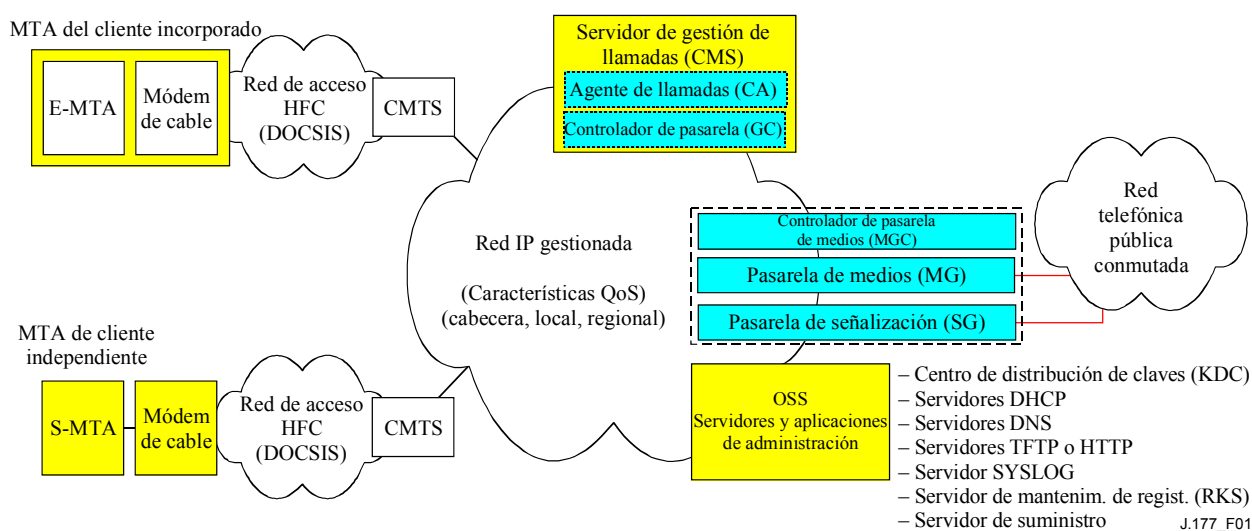 MTA del cliente incorporado
E-MTA
Módem
de cable
Red de acceso
HFC
(DOCSIS)
CMTS
Servidor de gestión de
llamadas (CMS)
Agente de llamadas (CA)
Controlador de pasarela (GC)
Red IP gestionada
(Características QoS)
(cabecera, local, regional)
Controlador de pasarela
de medios (MGC)
Pasarela de medios (MG)
Pasarela de señalización (SG)
Red
telefónica
pública
conmutada
MTA de cliente
independiente
S-MTA
Módem
de cable
Red de acceso
HFC
(DOCSIS)
CMTS
OSS
Servidores y aplicaciones
de administración
– Centro de distribución de claves (KDC)
– Servidores DHCP
– Servidores DNS
– Servidores TFTP o HTTP
– Servidor SYSLOG
– Servidor de mantenim. de regist. (RKS)
– Servidor de suministro
J.177_F01